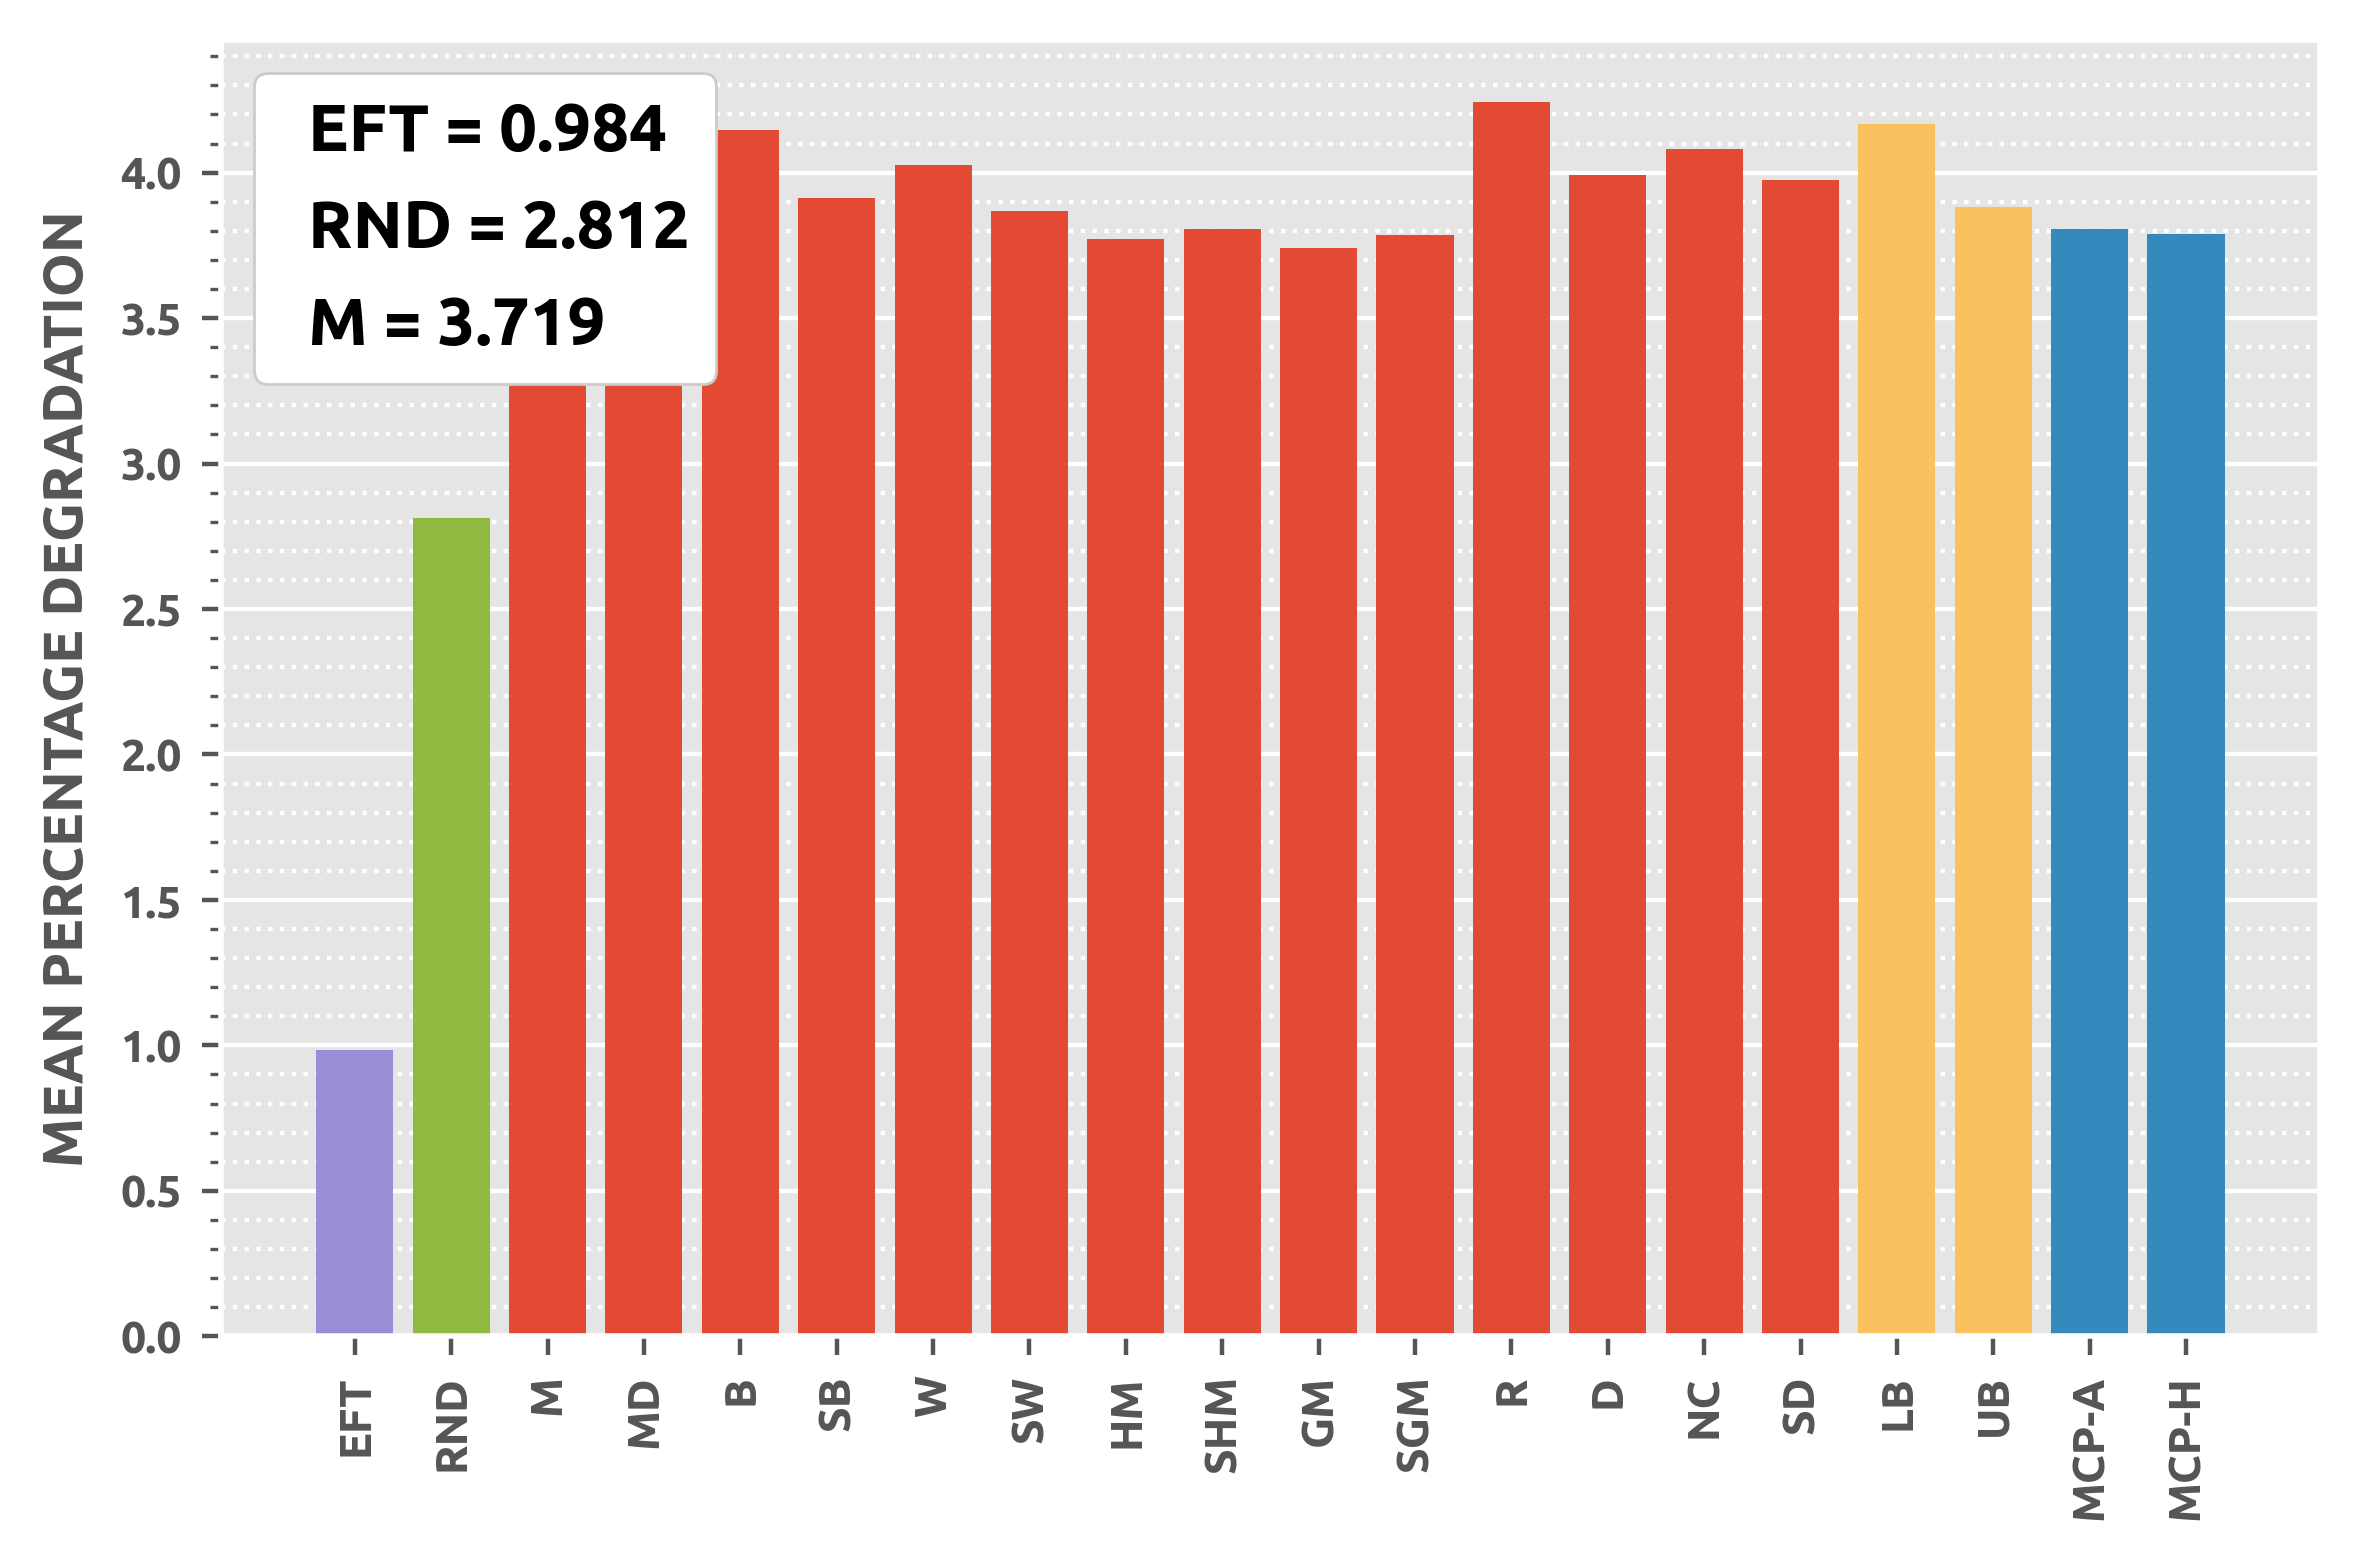 EFT = 0.984
RND = 2.812
M = 3.719
MEAN PERCENTAGE DEGRADATION
4.0
3.5
3.0
2.5
2.0
1.5
1.0
0.5
0.0
EFT
RND
M
MD
B
SB
W
SW
HM
SHM
GM
SGM
R
D
NC
SD
LB
UB
MCP-A
MCP-H